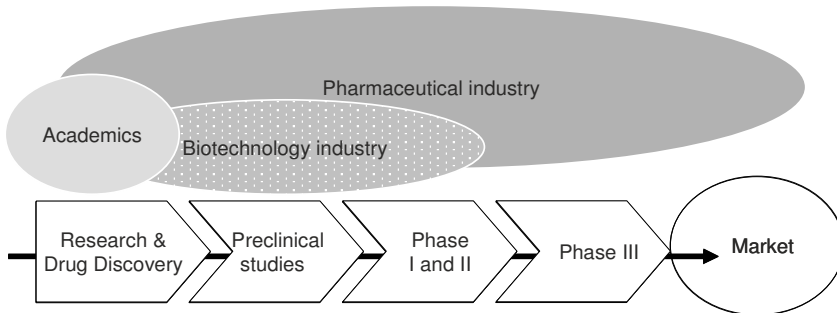 Pharmaceutical industry
Academics
Biotechnology industry
Research &
Drug Discovery
Preclinical
studies
Phase
I and II
Phase III
Market